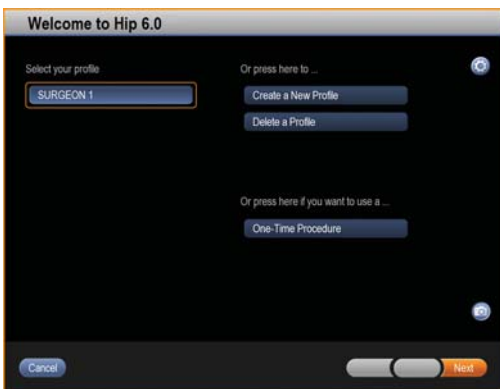 Welcome to Hip 6.0
Select your profile
SURGEON 1
Or press here to ...
Create a New Profile
Delete a Profile
Or press here if you want to use a ...
One-Time Procedure
Cancel
Next